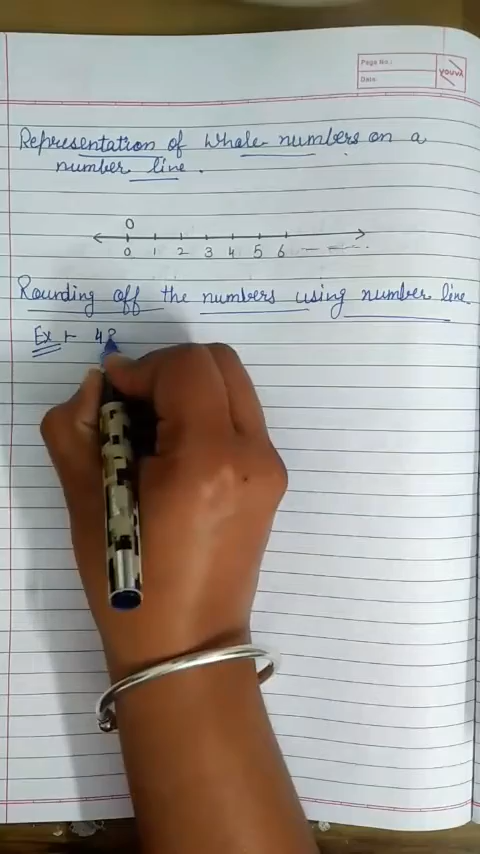 Page No.:
Date:
YOUVA
Representation of Whole numbers on a
number line.
0
0 1 2 3 4 5 6
Rounding off the numbers using number line
Ex :- 48